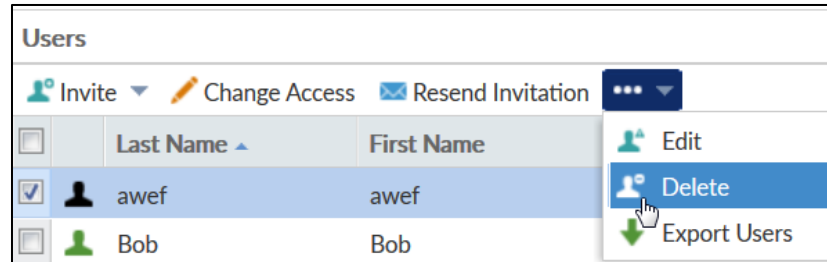 Users
Invite Change Access Resend Invitation •••
Last Name First Name Edit
awef awef Delete
Bob Bob Export Users